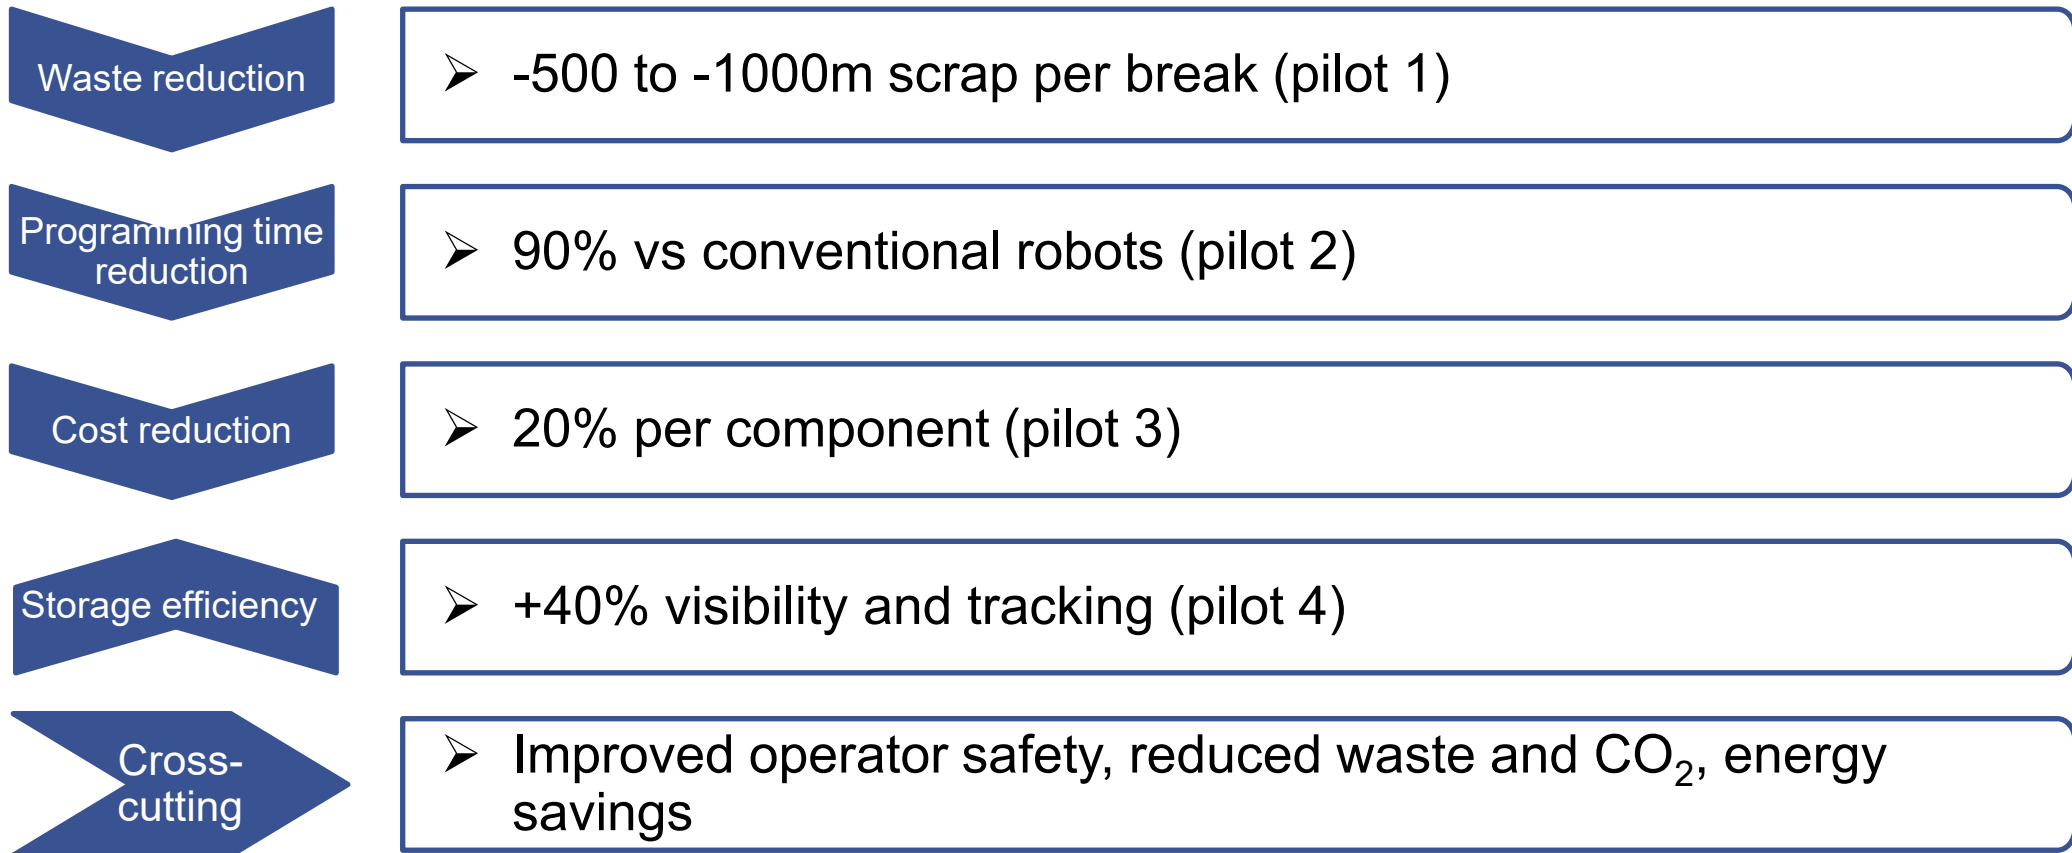 Waste reduction
➢ -500 to -1000m scrap per break (pilot 1)
Programming time
reduction
➢ 90% vs conventional robots (pilot 2)
Cost reduction
➢ 20% per component (pilot 3)
Storage efficiency
➢ +40% visibility and tracking (pilot 4)
Cross-
cutting
➢ Improved operator safety, reduced waste and CO₂, energy
savings